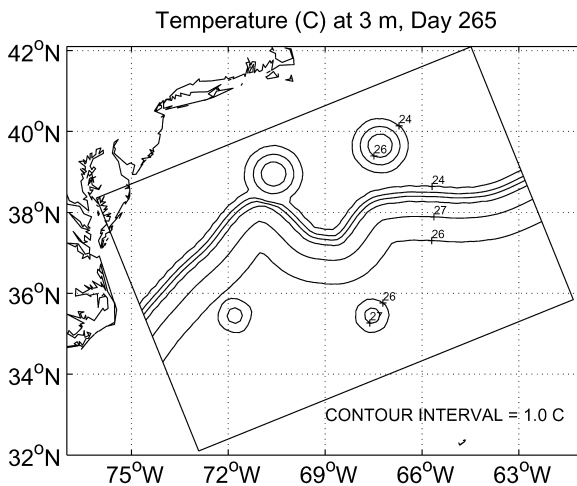 Temperature (C) at 3 m, Day 265
42°N
40°N
38°N
36°N
34°N
32°N
24
26
24
27
26
26
27
CONTOUR INTERVAL = 1.0 C
75°W 72°W 69°W 66°W 63°W